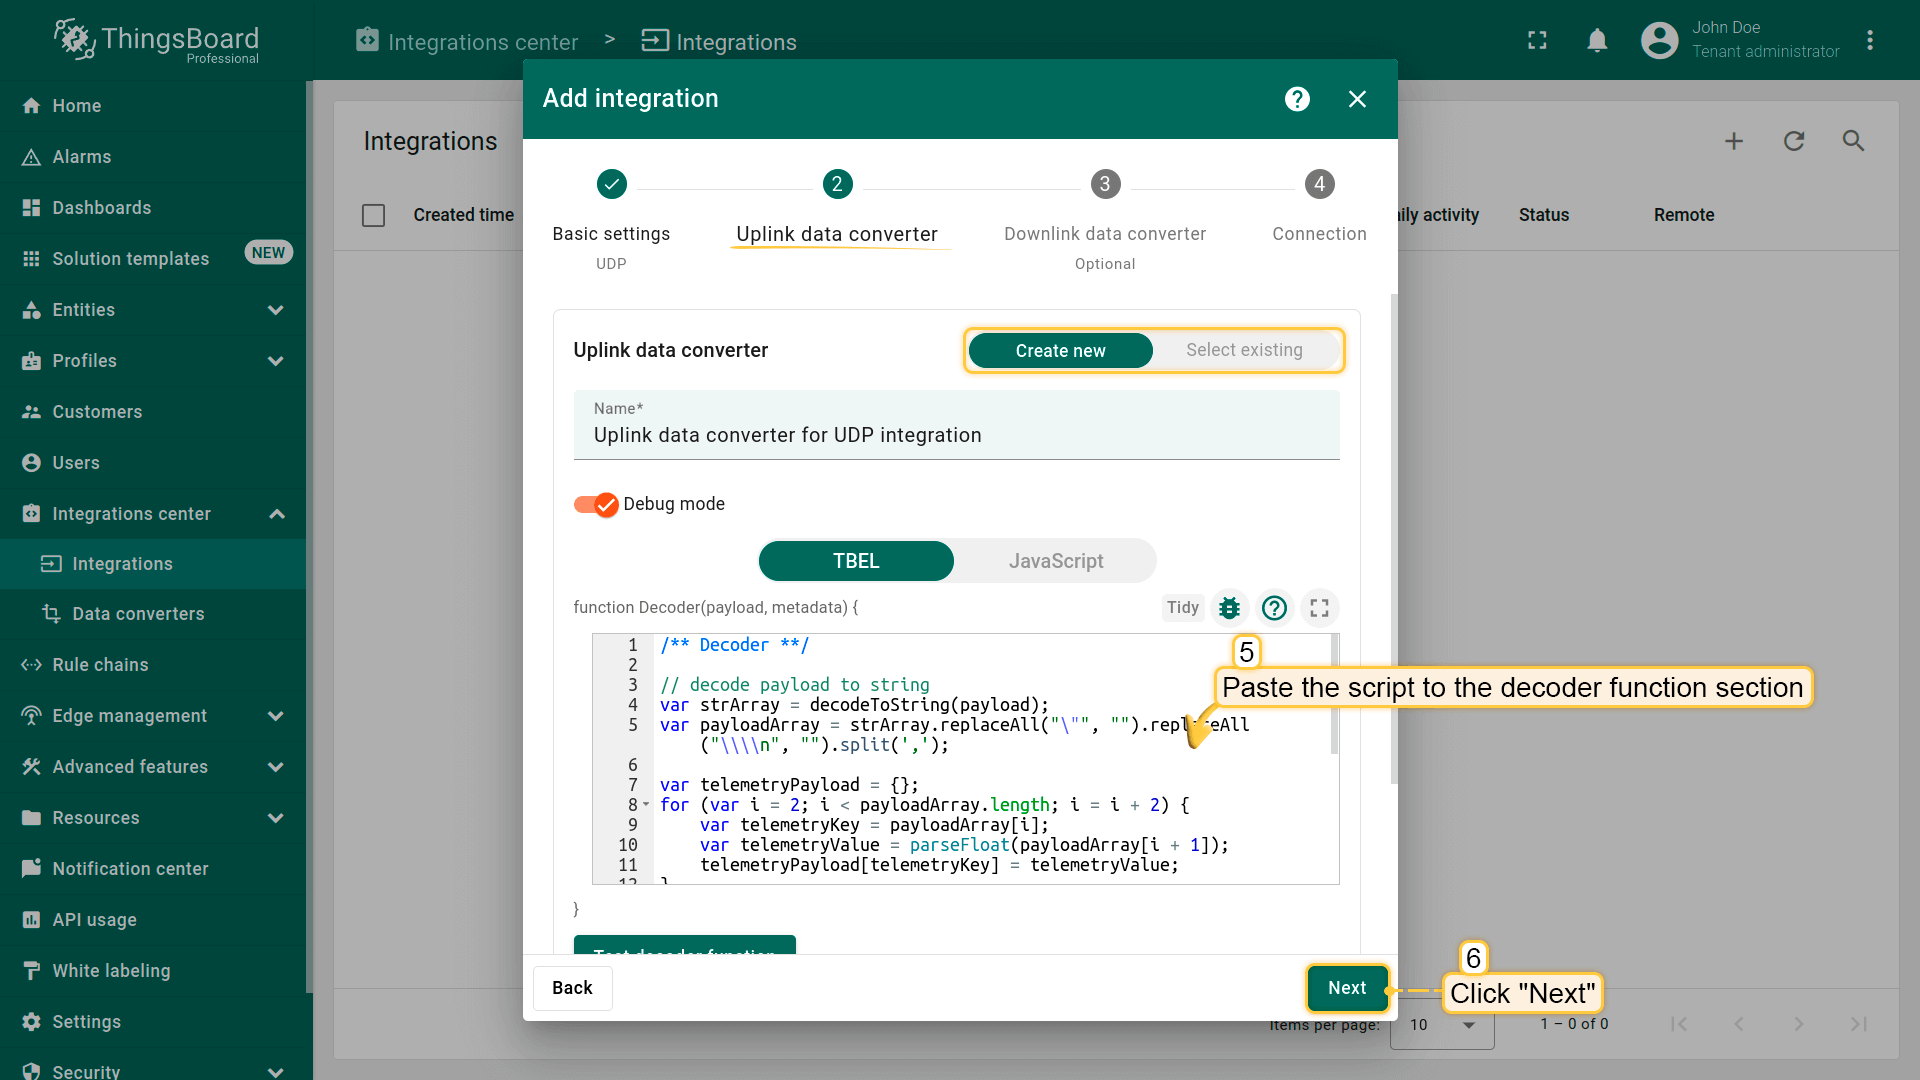 ThingsBoard
Professional
Integrations center > Integrations
John Doe
Tenant administrator
Home
Alarms
Dashboards
Solution templates NEW
Entities
Profiles
Customers
Users
Integrations center
Integrations
Data converters
Rule chains
Edge management
Advanced features
Resources
Notification center
API usage
White labeling
Settings
Security
Integrations
Created time
ily activity
Status
Remote
Add integration
2
3
4
Basic settings
UDP
Uplink data converter
Downlink data converter
Optional
Connection
Uplink data converter
Create new
Select existing
Name*
Uplink data converter for UDP integration
Debug mode
TBEL
JavaScript
function Decoder(payload, metadata) {
Tidy
1 /** Decoder **/
2
3 // decode payload to string
4 var strArray = decodeToString(payload);
5 var payloadArray = strArray.replaceAll("\"", "").replaceAll
("\\\\n", "").split(',');
6
7 var telemetryPayload = {};
8 for (var i = 2; i < payloadArray.length; i = i + 2) {
9 var telemetryKey = payloadArray[i];
10 var telemetryValue = parseFloat(payloadArray[i + 1]);
11 telemetryPayload[telemetryKey] = telemetryValue;
12 }
}
Test decoder function
5
Paste the script to the decoder function section
Back
Next
6
Click "Next"
Items per page:
10
1 – 0 of 0